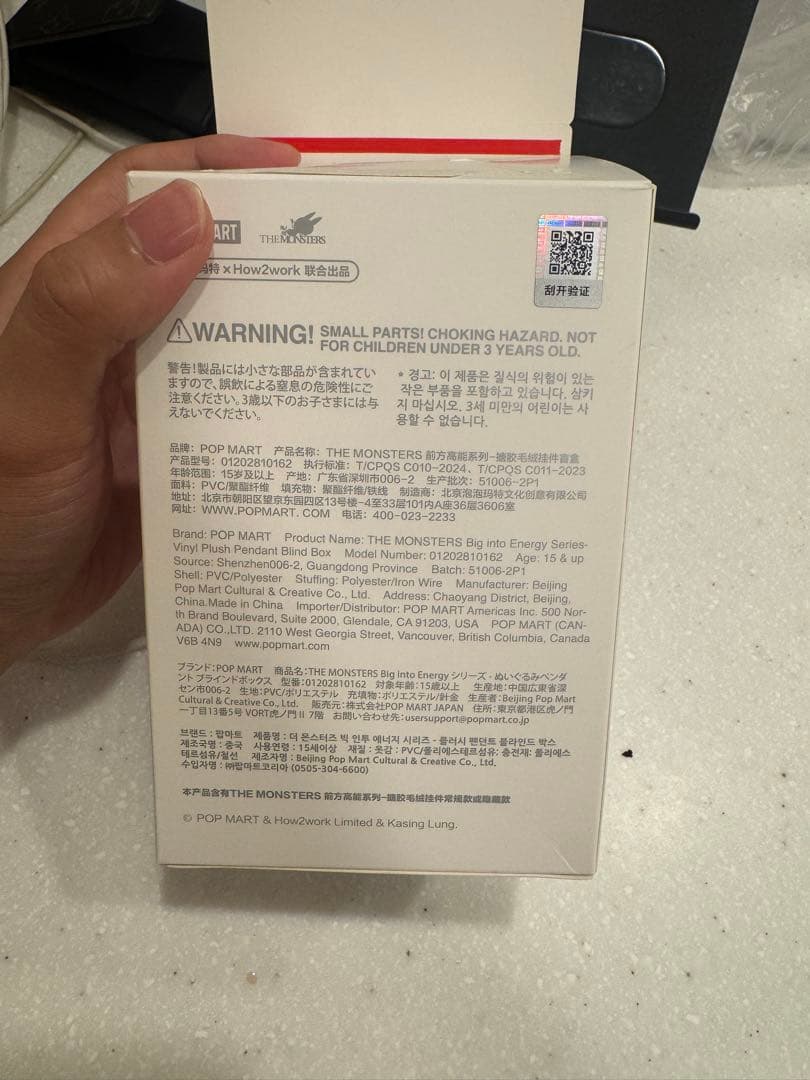 MART THE MONSTERS
玛特 × How2work 联合出品
刮开验证
WARNING! SMALL PARTS! CHOKING HAZARD. NOT
FOR CHILDREN UNDER 3 YEARS OLD.
警告!製品には小さな部品が含まれてい
ますので、誤飲による窒息の危険性にご
注意ください。3歳以下のお子さまには与
えないでください。
* 경고: 이 제품은 질식의 위험이 있는
작은 부품을 포함하고 있습니다. 삼키
지 마십시오. 3세 미만의 어린이는 사
용할 수 없습니다.
品牌: POP MART 产品名称: THE MONSTERS 前方高能系列-搪胶毛绒挂件盲盒
产品型号: 01202810162 执行标准: T/CPQS C010-2024、T/CPQS C011-2023
年龄范围: 15岁及以上 产地: 广东省深圳市006-2 生产批次: 51006-2P1
面料: PVC/聚酯纤维 填充物: 聚酯纤维/铁线 制造商: 北京泡泡玛特文化创意有限公司
地址: 北京市朝阳区望京东园四区13号楼-4至33层101内A座36层3606室
网址: WWW.POPMART. COM 电话: 400-023-2233
Brand: POP MART Product Name: THE MONSTERS Big into Energy Series-
Vinyl Plush Pendant Blind Box Model Number: 01202810162 Age: 15 & up
Source: Shenzhen006-2, Guangdong Province Batch: 51006-2P1
Shell: PVC/Polyester Stuffing: Polyester/Iron Wire Manufacturer: Beijing
Pop Mart Cultural & Creative Co., Ltd. Address: Chaoyang District, Beijing,
China.Made in China Importer/Distributor: POP MART Americas Inc. 500 Nor-
th Brand Boulevard, Suite 2000, Glendale, CA 91203, USA POP MART (CAN-
ADA) CO.,LTD. 2110 West Georgia Street, Vancouver, British Columbia, Canada
V6B 4N9 www.popmart.com
ブランド:POP MART 商品名:THE MONSTERS Big Into Energy シリーズ - ぬいぐるみペンダ
ント ブラインドボックス 型番:01202810162 対象年齢:15歳以上 生産地:中国広東省深
セン市006-2 生地:PVC/ポリエステル 充填物:ポリエステル/針金 生産者:Beijing Pop Mart
Cultural & Creative Co., Ltd. 販売元:株式会社POP MART JAPAN 住所:東京都港区虎ノ門
一丁目13番5号 VORT虎ノ門 II 7階 お問い合わせ先:usersupport@popmart.co.jp
브랜드 : 팝마트 제품명 : 더 몬스터즈 빅 인투 에너지 시리즈 - 플러시 펜던트 블라인드 박스
제조국명 : 중국 사용연령 : 15세이상 재질 : 옷감 : PVC/폴리에스테르섬유: 충전재: 폴리에스
테르섬유/철선 제조자명 : Beijing Pop Mart Cultural & Creative Co., Ltd.
수입자명 : ㈜팝마트코리아 (0505-304-6600)
本产品含有THE MONSTERS 前方高能系列-搪胶毛绒挂件常规款或隐藏款
© POP MART & How2work Limited & Kasing Lung.